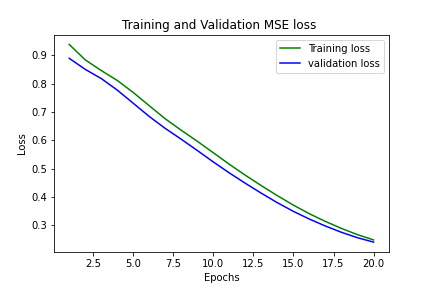 Training and Validation MSE loss
Training loss
validation loss
Loss
0.9
0.8
0.7
0.6
0.5
0.4
0.3
2.5 5.0 7.5 10.0 12.5 15.0 17.5 20.0
Epochs